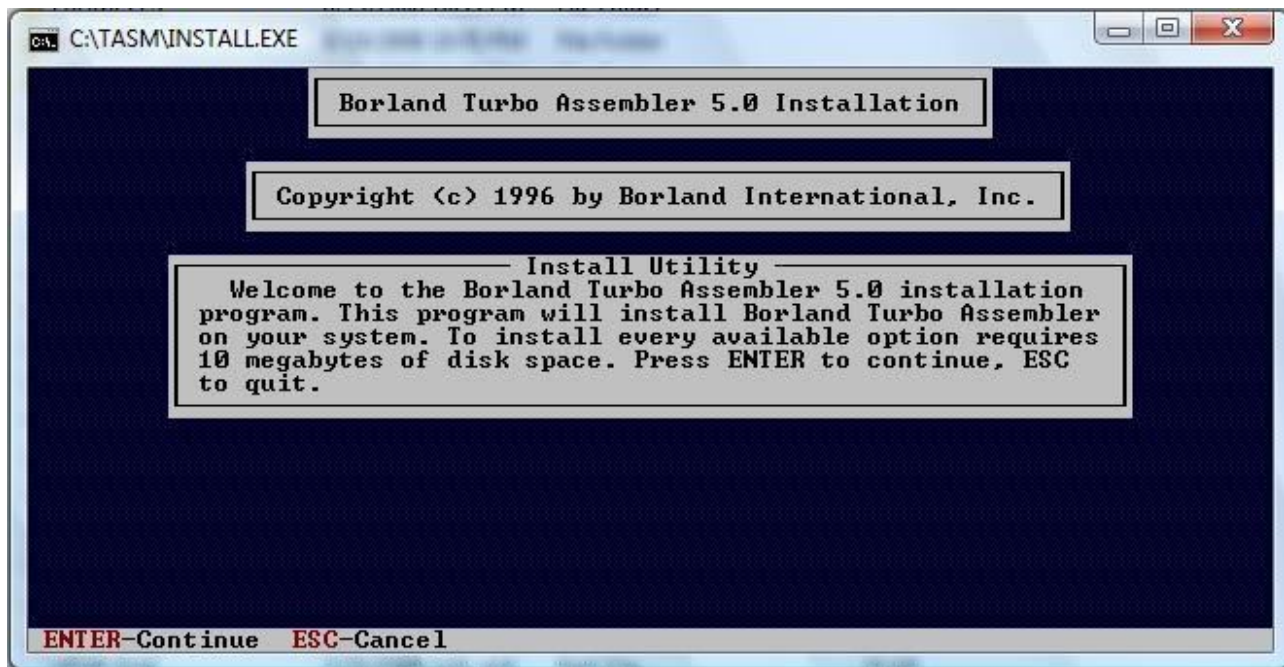 C:\TASM\INSTALL.EXE
Borland Turbo Assembler 5.0 Installation
Copyright (c) 1996 by Borland International, Inc.
Install Utility
Welcome to the Borland Turbo Assembler 5.0 installation
program. This program will install Borland Turbo Assembler
on your system. To install every available option requires
10 megabytes of disk space. Press ENTER to continue, ESC
to quit.
ENTER-Continue ESC-Cancel